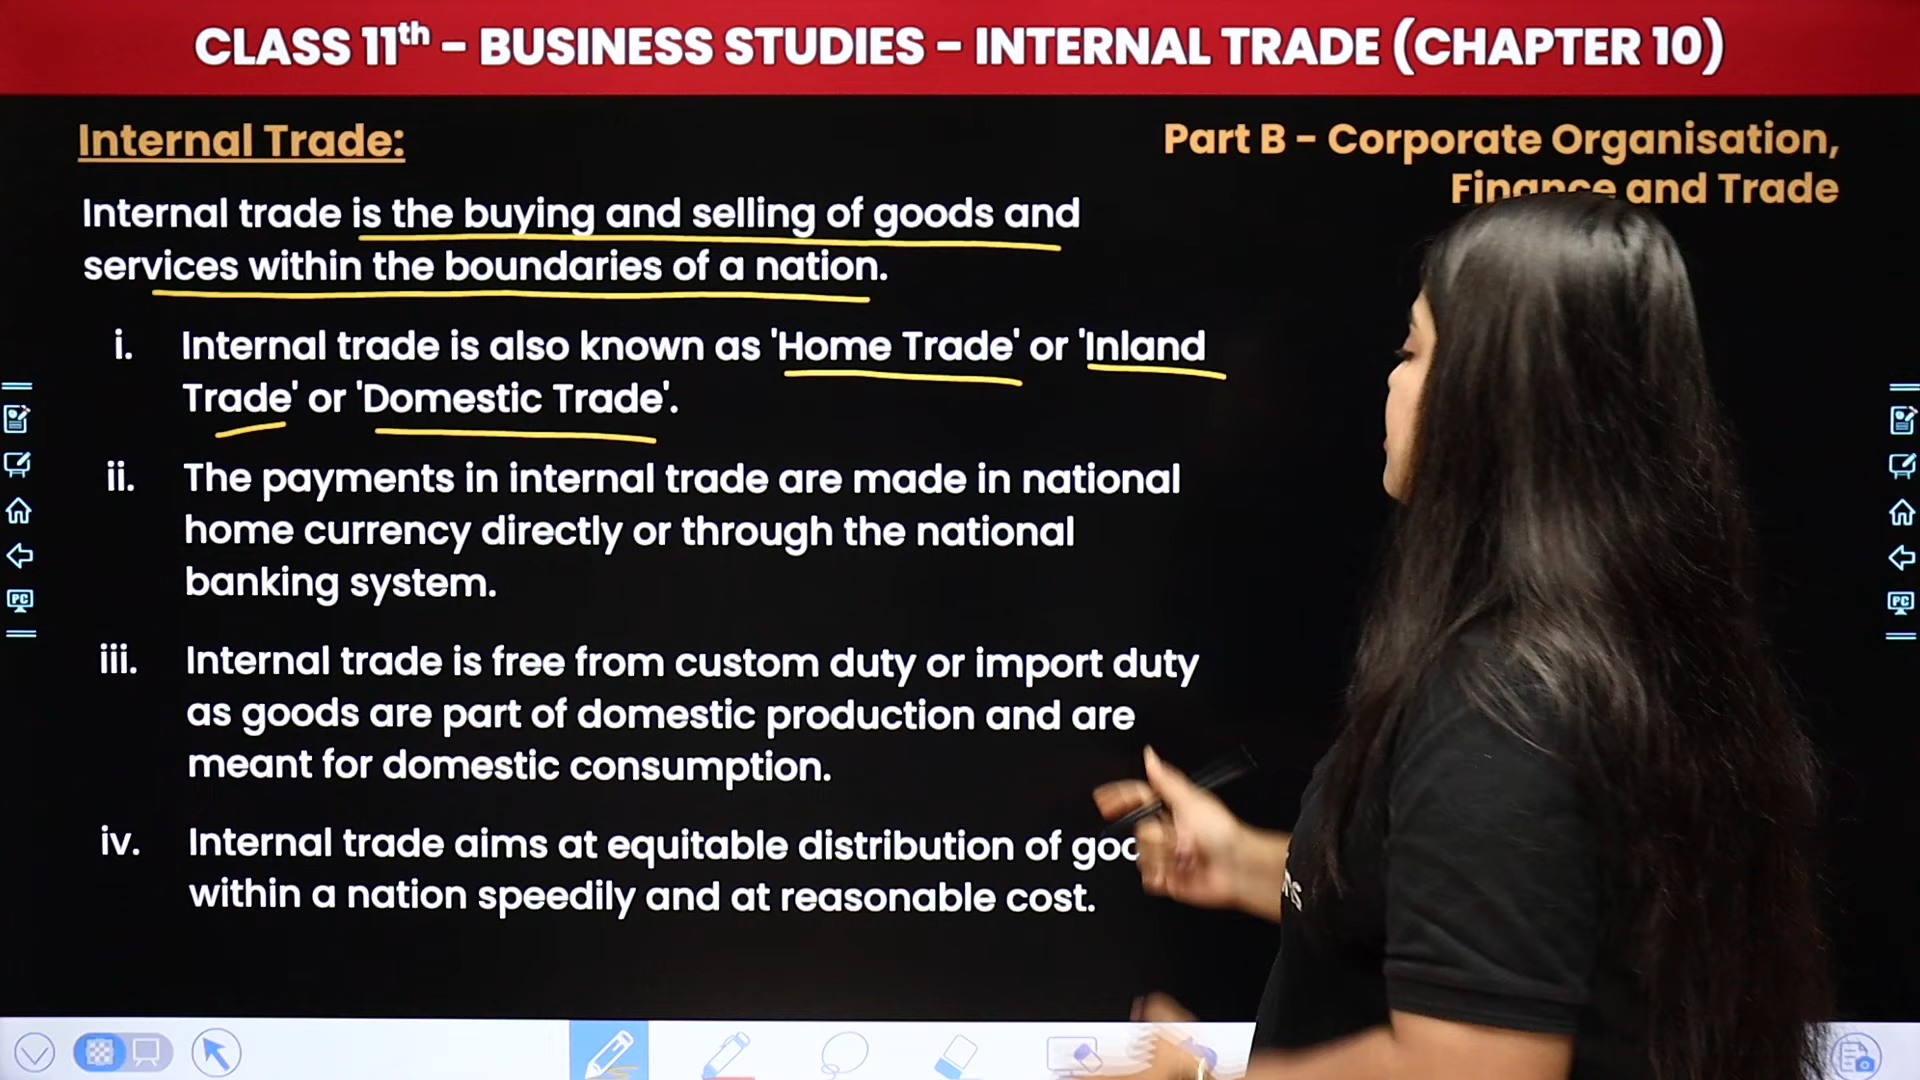 CLASS 11th – BUSINESS STUDIES – INTERNAL TRADE (CHAPTER 10)
Internal Trade:
Part B – Corporate Organisation,
Finance and Trade
Internal trade is the buying and selling of goods and
services within the boundaries of a nation.
i. Internal trade is also known as 'Home Trade' or 'Inland
Trade' or 'Domestic Trade'.
ii. The payments in internal trade are made in national
home currency directly or through the national
banking system.
iii. Internal trade is free from custom duty or import duty
as goods are part of domestic production and are
meant for domestic consumption.
iv. Internal trade aims at equitable distribution of
within a nation speedily and at reasonable cost.
PC
PC